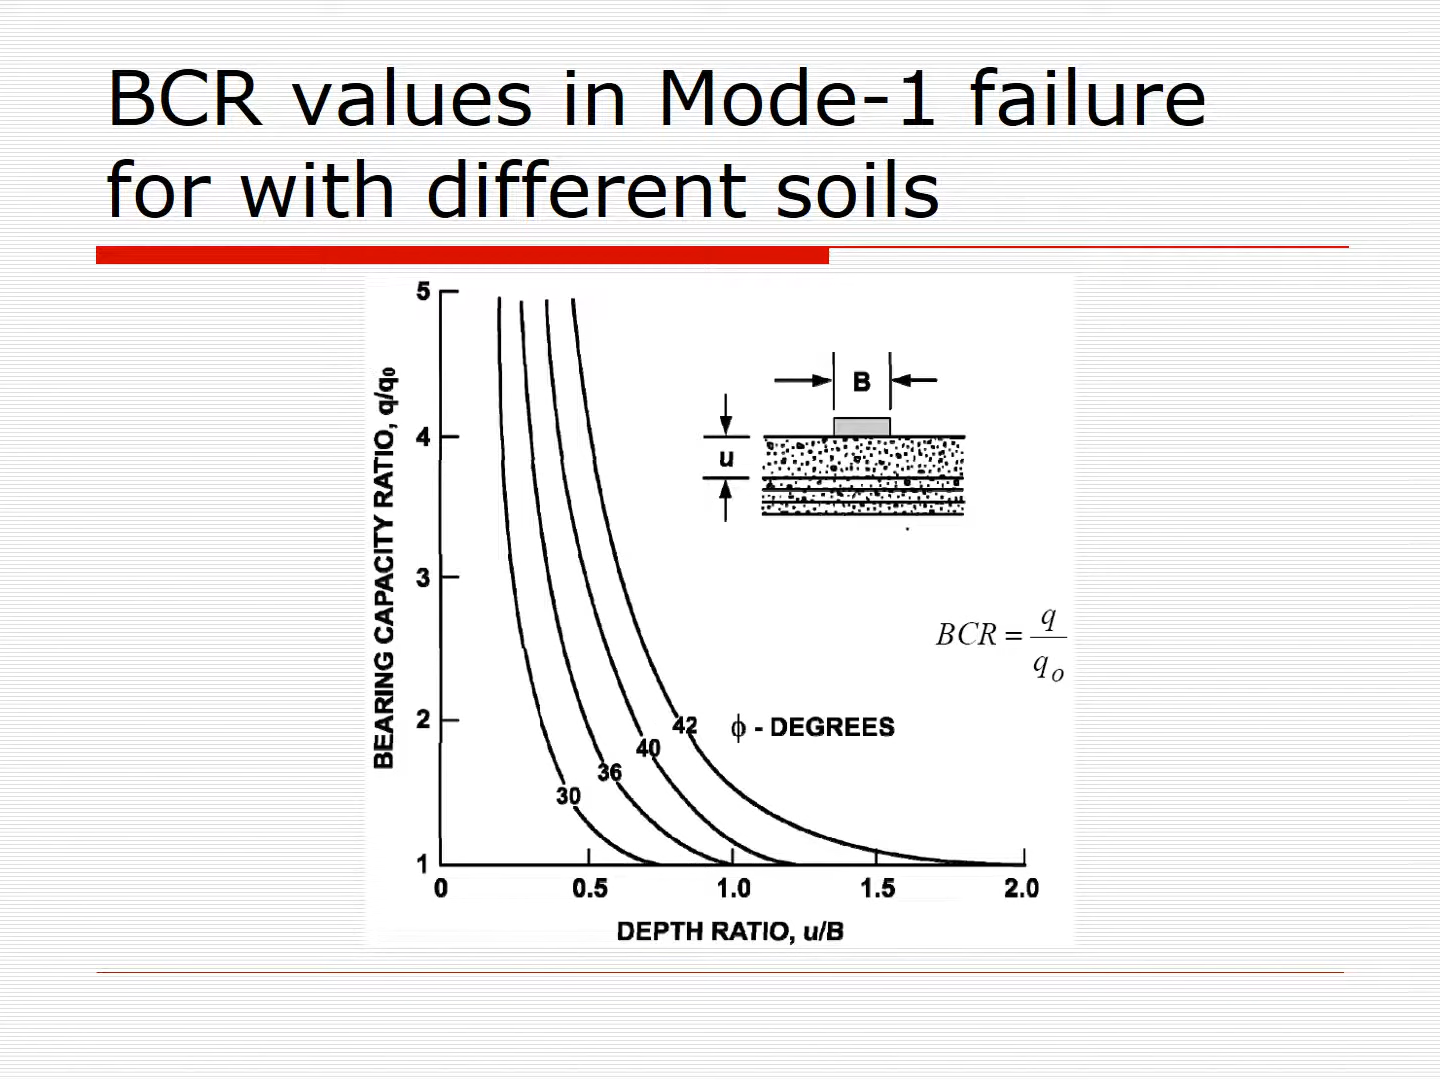 BCR values in Mode-1 failure
for with different soils
5
4
3
2
1
BEARING CAPACITY RATIO, q/q₀
B
u
BCR = q/q₀
42
ϕ - DEGREES
40
36
30
0
0.5
1.0
1.5
2.0
DEPTH RATIO, u/B